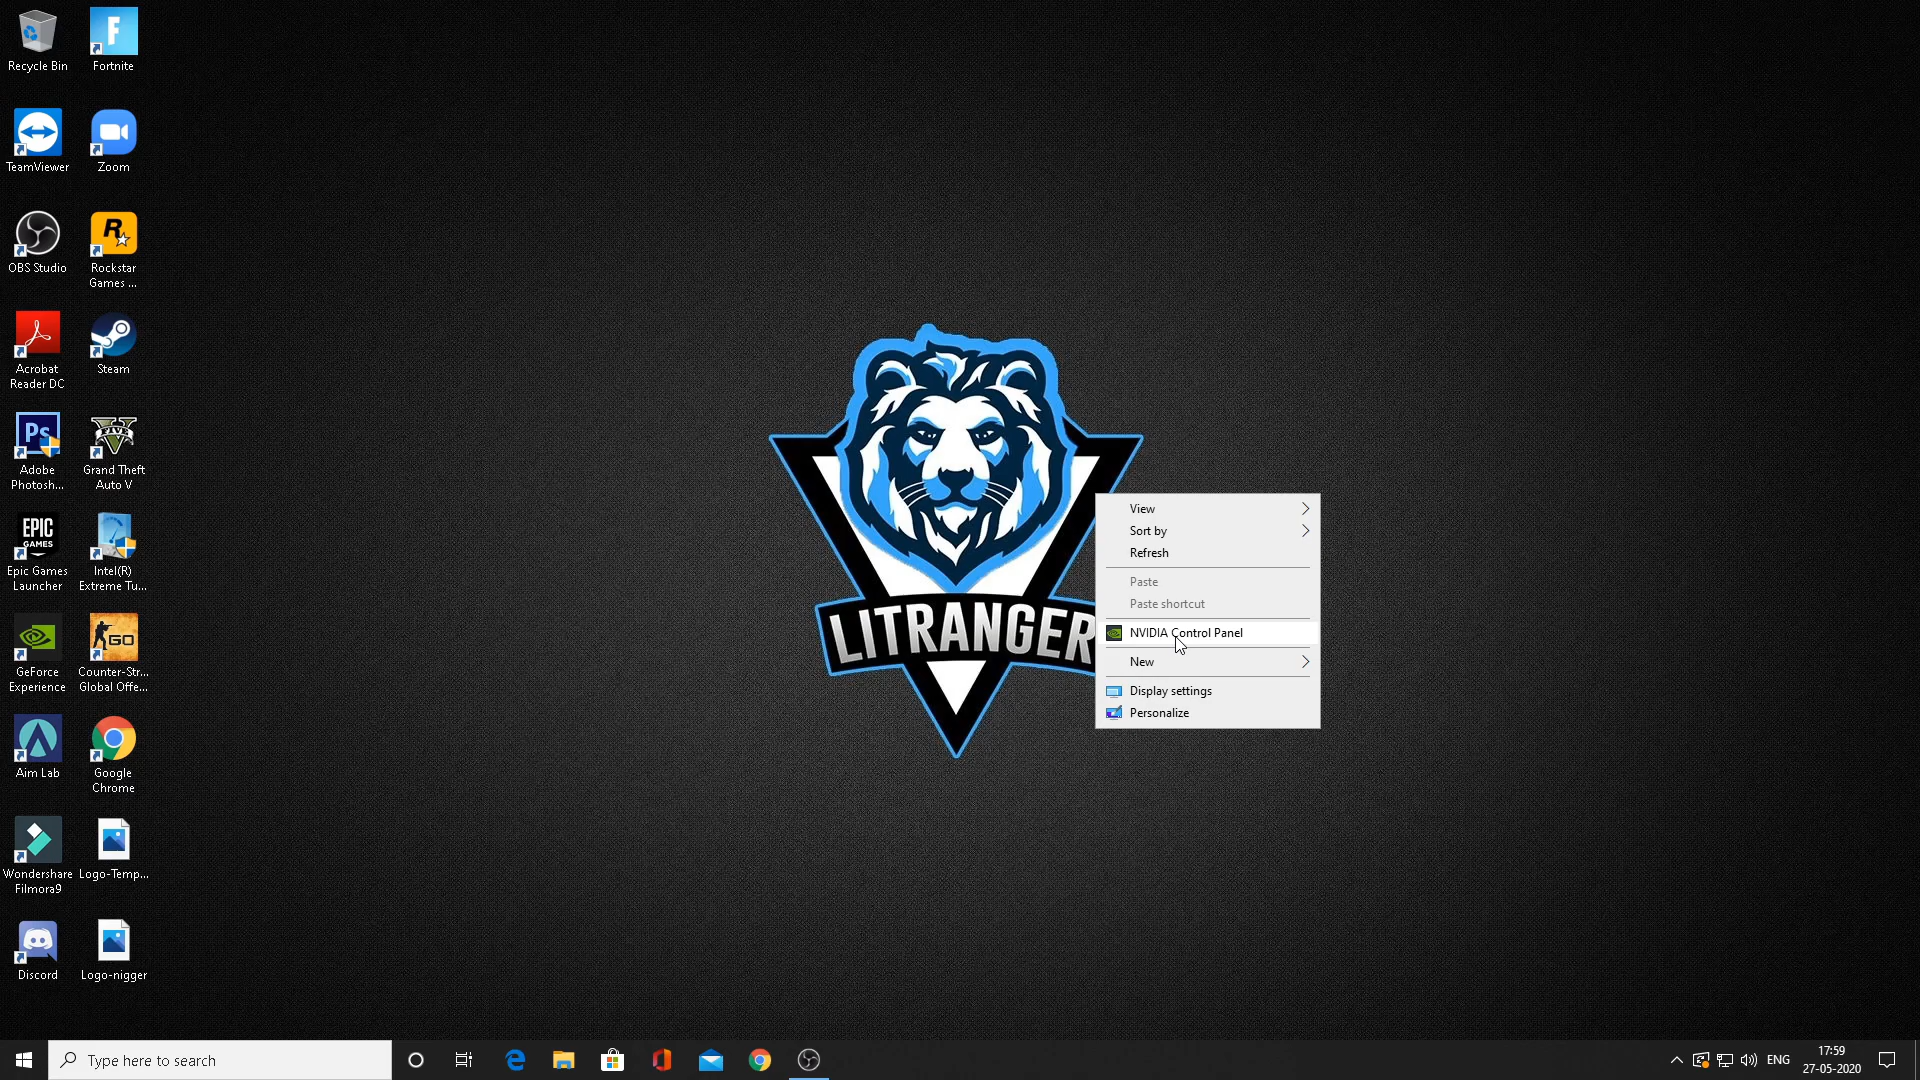 Recycle Bin
Fortnite
TeamViewer
Zoom
OBS Studio
Rockstar
Games ...
Acrobat
Reader DC
Steam
Ps
Adobe
Photosh...
FIVE
Grand Theft
Auto V
EPIC
GAMES
Epic Games
Launcher
Intel(R)
Extreme Tu...
GeForce
Experience
GO
Counter-Str...
Global Offe...
Aim Lab
Google
Chrome
Wondershare
Filmora9
Logo-Temp...
Discord
Logo-nigger
LITRANGER
View
Sort by
Refresh
Paste
Paste shortcut
NVIDIA Control Panel
New
Display settings
Personalize
Type here to search
ENG
17:59
27-05-2020